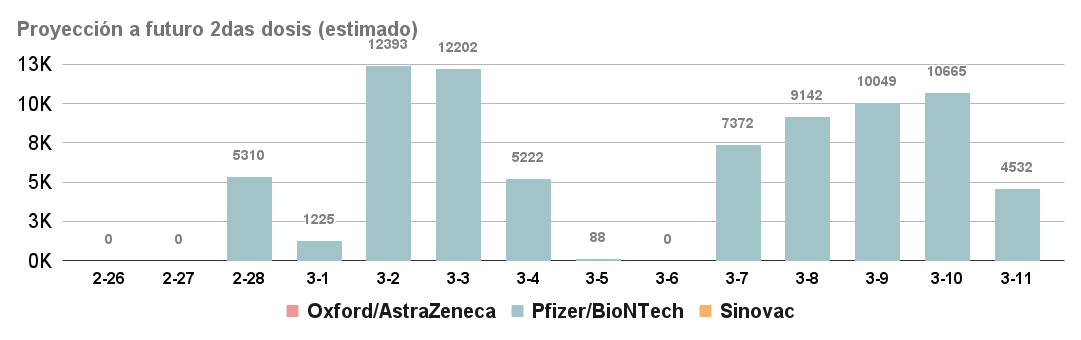 Proyección a futuro 2das dosis (estimado)
13K
10K
8K
5K
3K
0K
0
0
5310
1225
12393
12202
5222
88
0
7372
9142
10049
10665
4532
2-26 2-27 2-28 3-1 3-2 3-3 3-4 3-5 3-6 3-7 3-8 3-9 3-10 3-11
Oxford/AstraZeneca Pfizer/BioNTech Sinovac